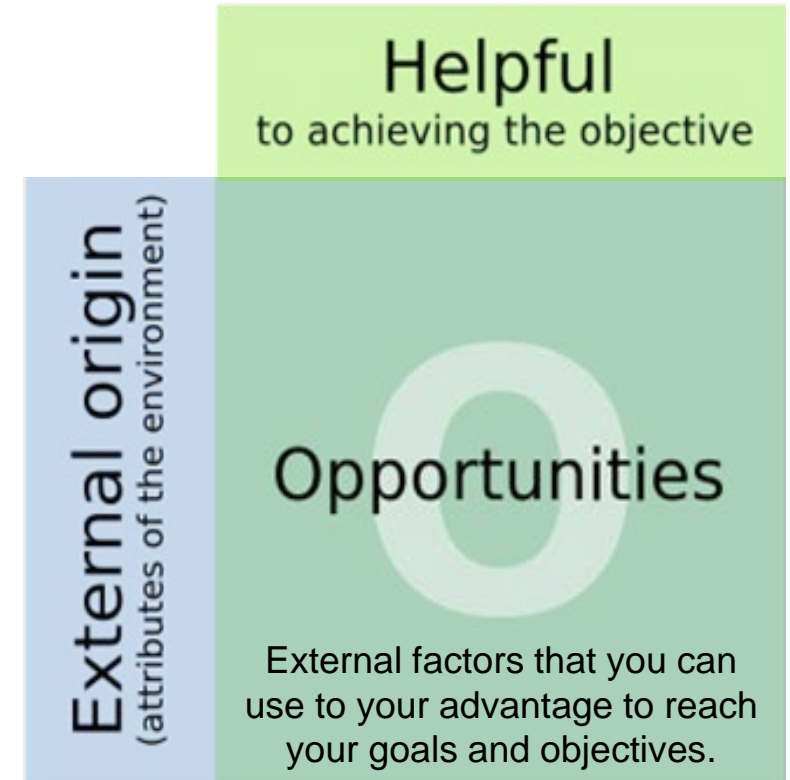 Helpful
to achieving the objective
External origin
(attributes of the environment)
O
Opportunities
External factors that you can
use to your advantage to reach
your goals and objectives.